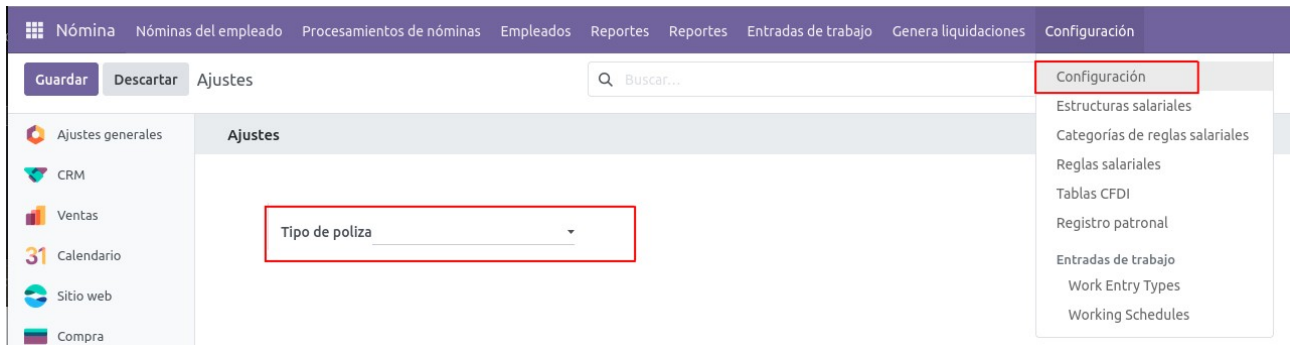 Nómina Nóminas del empleado Procesamientos de nóminas Empleados Reportes Reportes Entradas de trabajo Genera liquidaciones Configuración
Guardar Descartar Ajustes Buscar...
Configuración
Estructuras salariales
Categorías de reglas salariales
Reglas salariales
Tablas CFDI
Registro patronal
Entradas de trabajo
Work Entry Types
Working Schedules
Ajustes generales
CRM
Ventas
31 Calendario
Sitio web
Compra
Ajustes
Tipo de poliza